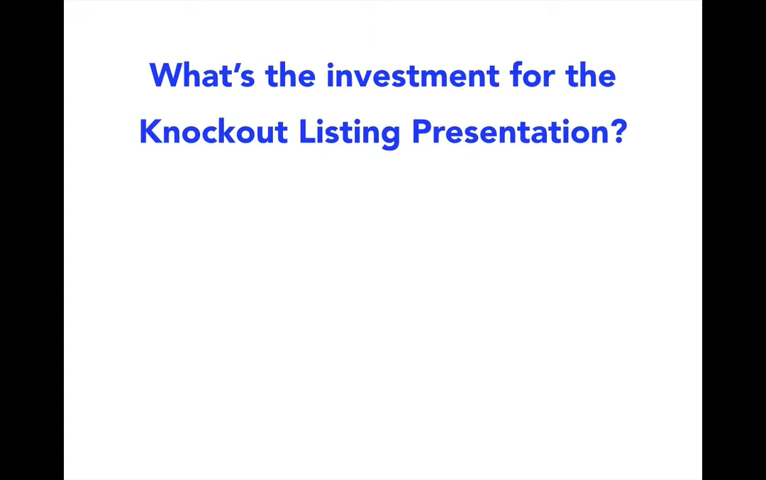 What’s the investment for the
Knockout Listing Presentation?